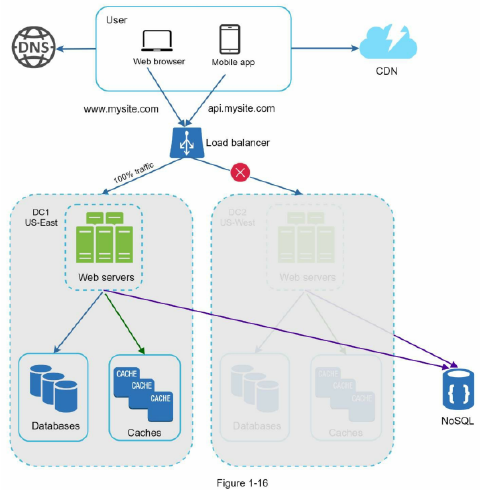 User
DNS
Web browser
Mobile app
CDN
www.mysite.com
api.mysite.com
Load balancer
100% traffic
DC1
US-East
DC2
US-West
Web servers
Web servers
CACHE
CACHE
CACHE
CACHE
CACHE
CACHE
Databases
Caches
Databases
Caches
{ }
NoSQL
Figure 1-16